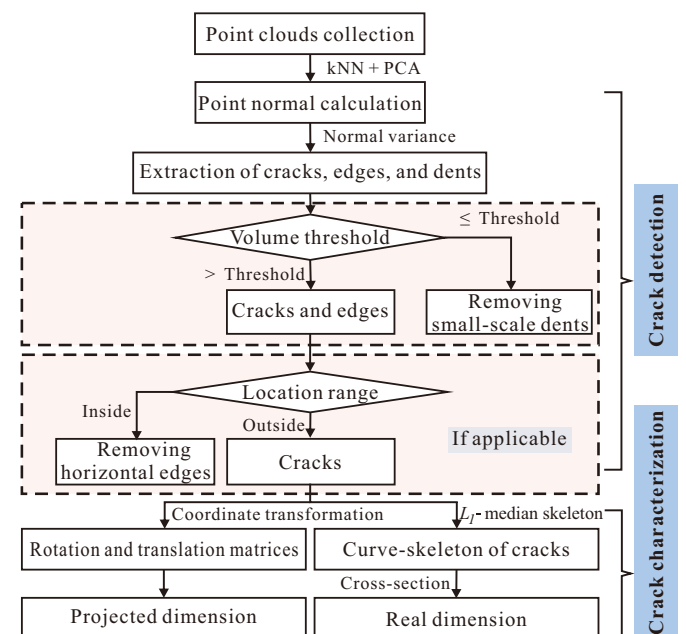 Point clouds collection
kNN + PCA
Point normal calculation
Normal variance
Extraction of cracks, edges, and dents
≤ Threshold
Volume threshold
> Threshold
Cracks and edges
Removing
small-scale dents
Crack detection
Location range
Inside
Outside
If applicable
Removing
horizontal edges
Cracks
Coordinate transformation
L1- median skeleton
Rotation and translation matrices
Curve-skeleton of cracks
Cross-section
Projected dimension
Real dimension
Crack characterization